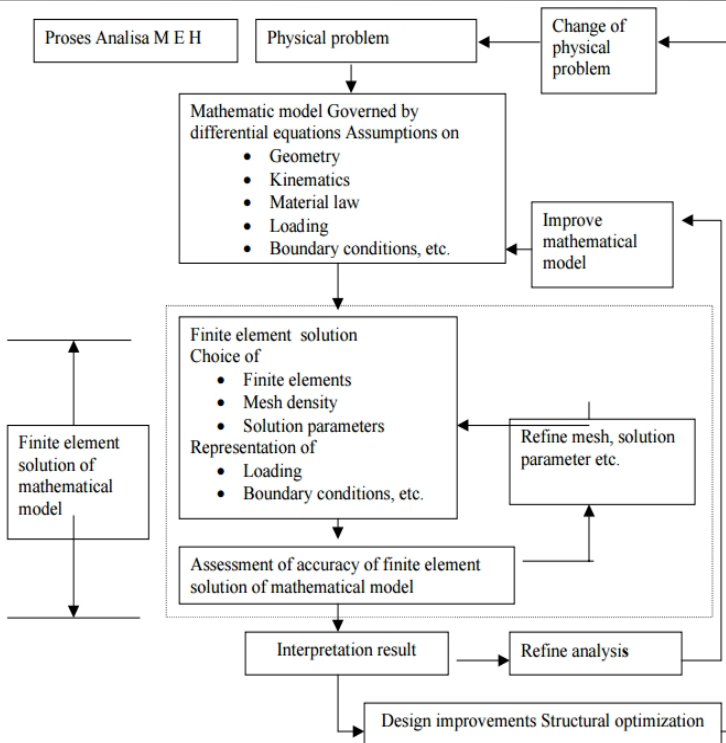 Proses Analisa M E H
Physical problem
Change of
physical
problem
Mathematic model Governed by
differential equations Assumptions on
• Geometry
• Kinematics
• Material law
• Loading
• Boundary conditions, etc.
Improve
mathematical
model
Finite element solution
Choice of
• Finite elements
• Mesh density
• Solution parameters
Representation of
• Loading
• Boundary conditions, etc.
Finite element
solution of
mathematical
model
Refine mesh, solution
parameter etc.
Assessment of accuracy of finite element
solution of mathematical model
Interpretation result
Refine analysis
Design improvements Structural optimization